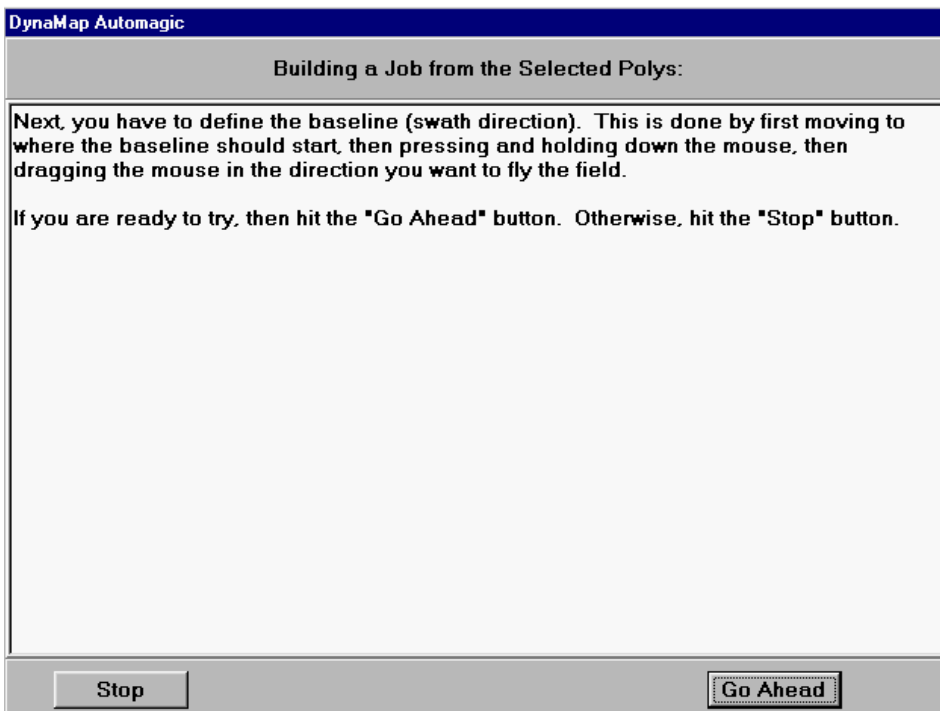 DynaMap Automagic
Building a Job from the Selected Polys:
Next, you have to define the baseline (swath direction).  This is done by first moving to
where the baseline should start, then pressing and holding down the mouse, then
dragging the mouse in the direction you want to fly the field.
If you are ready to try, then hit the "Go Ahead" button.  Otherwise, hit the "Stop" button.
Stop
Go Ahead